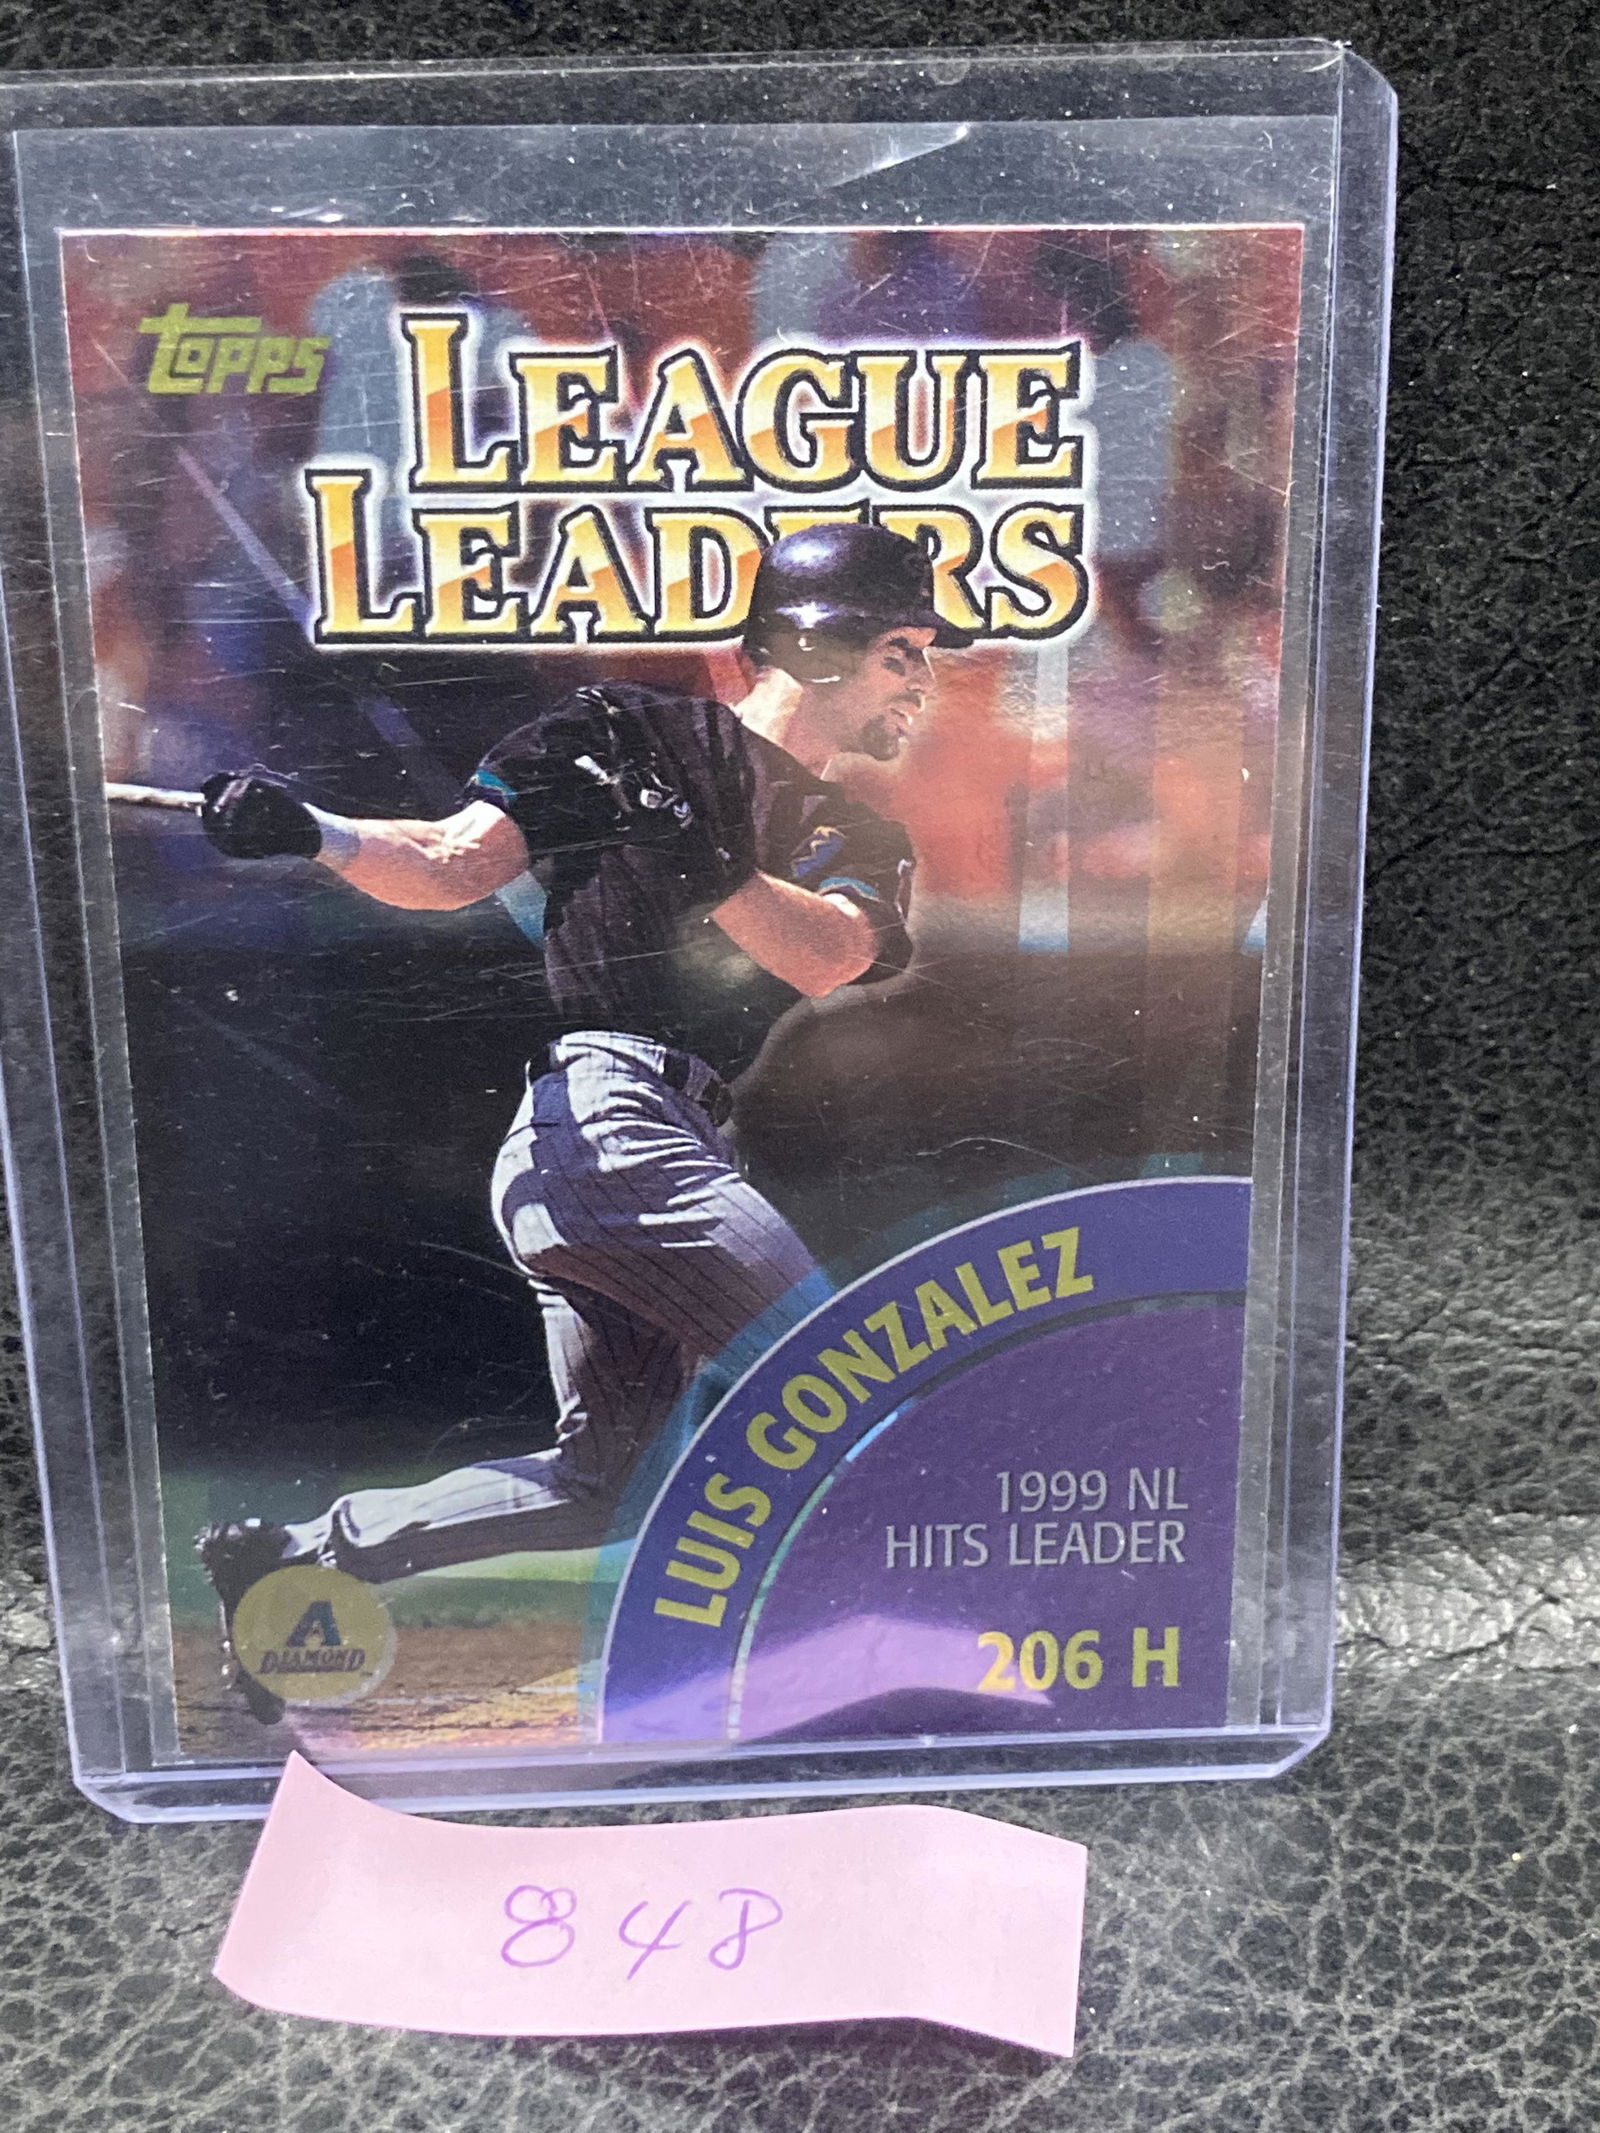 topps
LEAGUE
LEADERS
LUIS GONZALEZ
1999 NL
HITS LEADER
206 H
A
DIAMOND
848